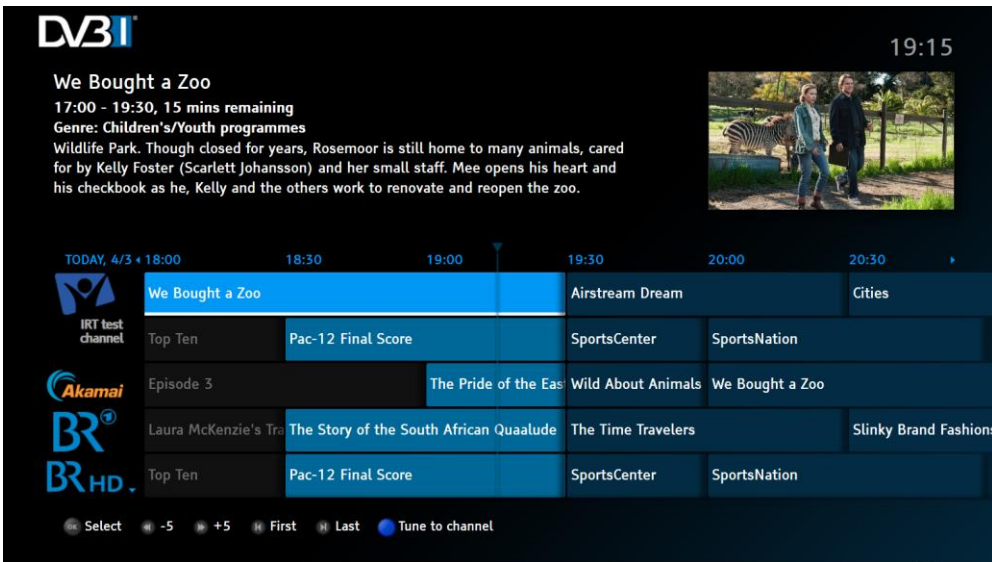 DVB I
19:15
We Bought a Zoo
17:00 - 19:30, 15 mins remaining
Genre: Children's/Youth programmes
Wildlife Park. Though closed for years, Rosemoor is still home to many animals, cared
for by Kelly Foster (Scarlett Johansson) and her small staff. Mee opens his heart and
his checkbook as he, Kelly and the others work to renovate and reopen the zoo.
TODAY, 4/3 18:00 18:30 19:00 19:30 20:00 20:30
We Bought a Zoo Airstream Dream Cities
IRT test
channel
Top Ten Pac-12 Final Score SportsCenter SportsNation
Akamai Episode 3 The Pride of the Eas Wild About Animals We Bought a Zoo
BR Laura McKenzie's Tra The Story of the South African Quaalude The Time Travelers Slinky Brand Fashions
BR HD Top Ten Pac-12 Final Score SportsCenter SportsNation
OK Select -5 +5 First Last Tune to channel